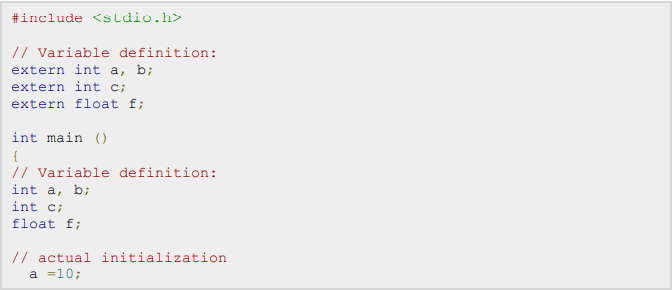 #include <stdio.h>
// Variable definition:
extern int a, b;
extern int c;
extern float f;
int main ()
{
// Variable definition:
int a, b;
int c;
float f;
// actual initialization
a =10;